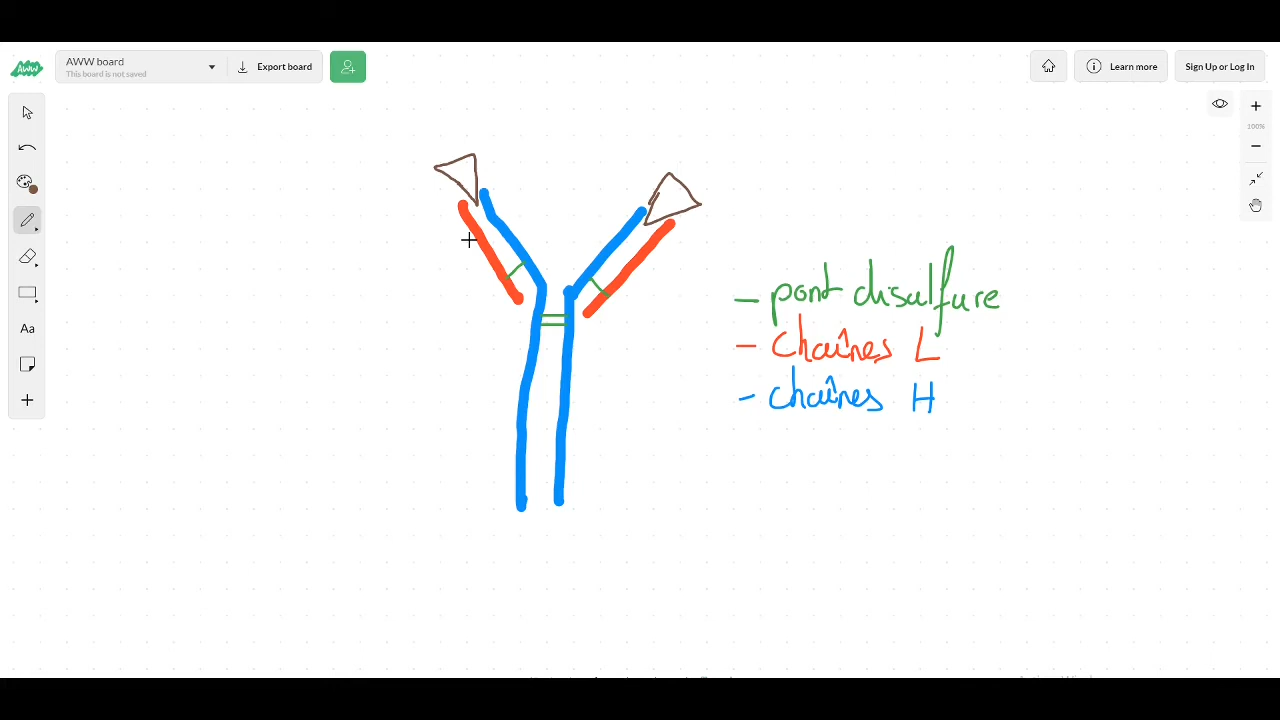 AWW board
This board is not saved
Export board
Learn more
Sign Up or Log In
AWW
100%
Aa
- pont disulfure
- Chaînes L
- Chaînes H